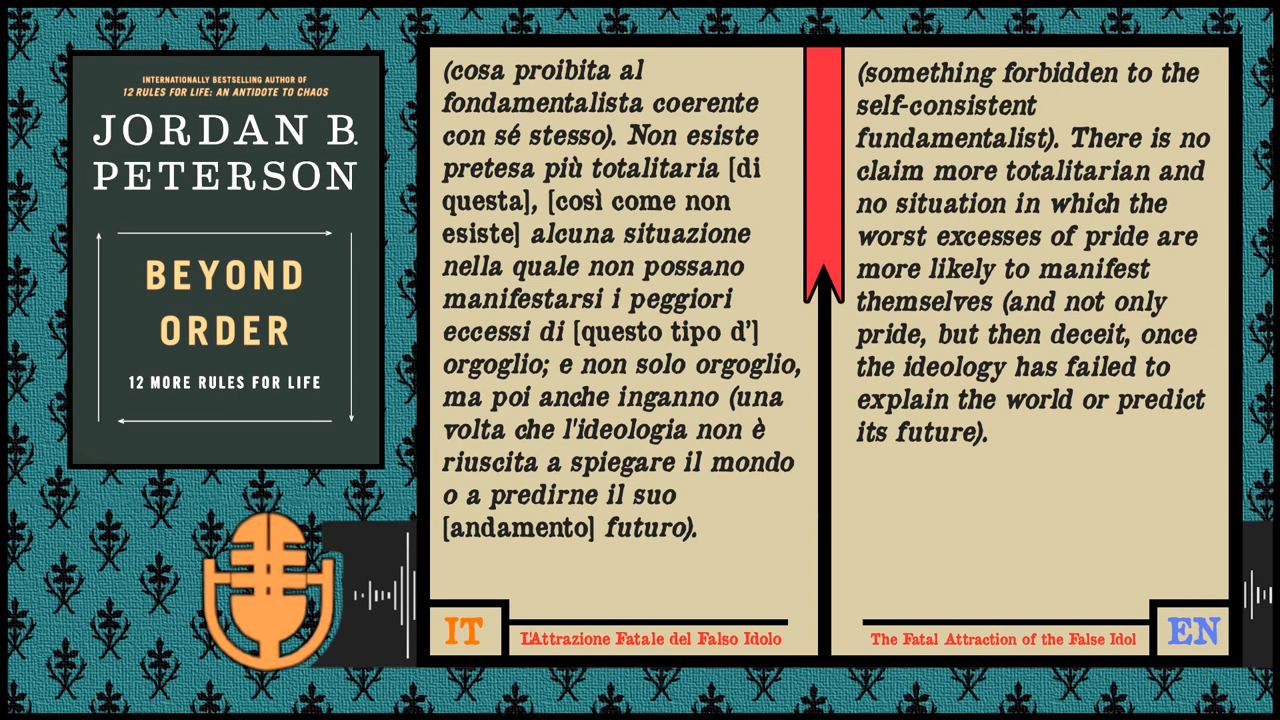 INTERNATIONALLY BESTSELLING AUTHOR OF
12 RULES FOR LIFE: AN ANTIDOTE TO CHAOS
JORDAN B.
PETERSON
BEYOND
ORDER
12 MORE RULES FOR LIFE
(cosa proibita al
fondamentalista coerente
con sé stesso). Non esiste
pretesa più totalitaria [di
questa], [così come non
esiste] alcuna situazione
nella quale non possano
manifestarsi i peggiori
eccessi di [questo tipo d']
orgoglio; e non solo orgoglio,
ma poi anche inganno (una
volta che l'ideologia non è
riuscita a spiegare il mondo
o a predirne il suo
[andamento] futuro).
IT
L'Attrazione Fatale del Falso Idolo
(something forbidden to the
self-consistent
fundamentalist). There is no
claim more totalitarian and
no situation in which the
worst excesses of pride are
more likely to manifest
themselves (and not only
pride, but then deceit, once
the ideology has failed to
explain the world or predict
its future).
The Fatal Attraction of the False Idol
EN